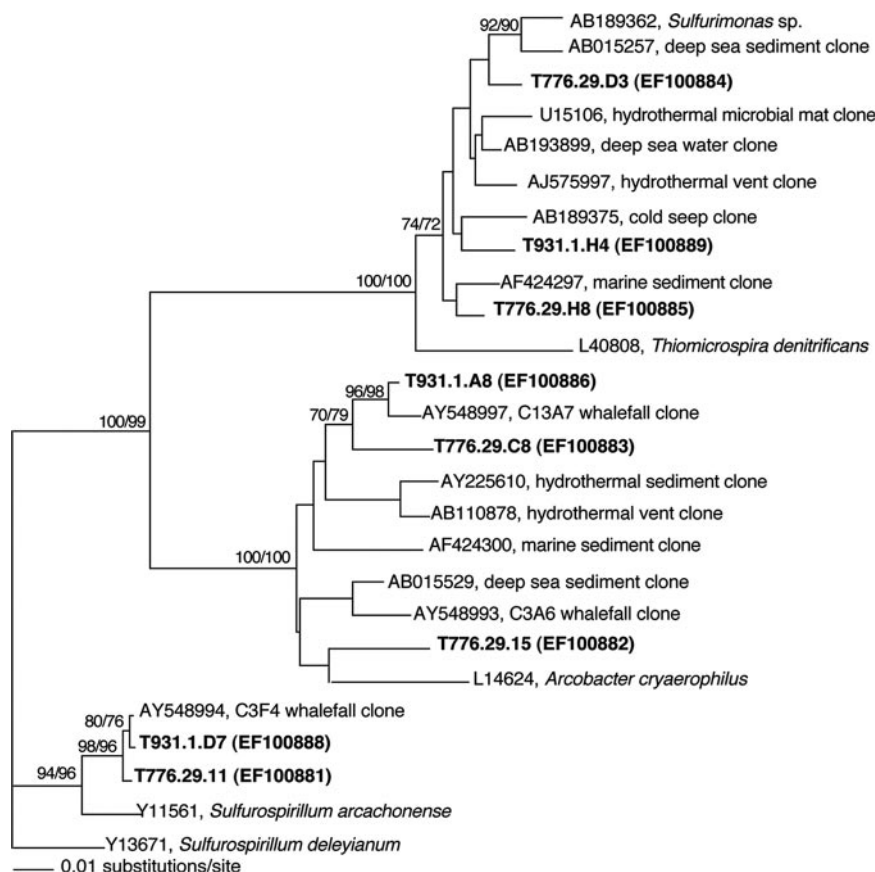 92/90
AB189362, Sulfurimonas sp.
AB015257, deep sea sediment clone
T776.29.D3 (EF100884)
U15106, hydrothermal microbial mat clone
AB193899, deep sea water clone
AJ575997, hydrothermal vent clone
74/72
AB189375, cold seep clone
T931.1.H4 (EF100889)
100/100
AF424297, marine sediment clone
T776.29.H8 (EF100885)
L40808, Thiomicrospira denitrificans
96/98
T931.1.A8 (EF100886)
100/99
70/79
AY548997, C13A7 whalefall clone
T776.29.C8 (EF100883)
AY225610, hydrothermal sediment clone
AB110878, hydrothermal vent clone
AF424300, marine sediment clone
100/100
AB015529, deep sea sediment clone
AY548993, C3A6 whalefall clone
T776.29.15 (EF100882)
L14624, Arcobacter cryaerophilus
AY548994, C3F4 whalefall clone
80/76
T931.1.D7 (EF100888)
98/96
94/96
T776.29.11 (EF100881)
Y11561, Sulfurospirillum arcachonense
Y13671, Sulfurospirillum deleyianum
0.01 substitutions/site